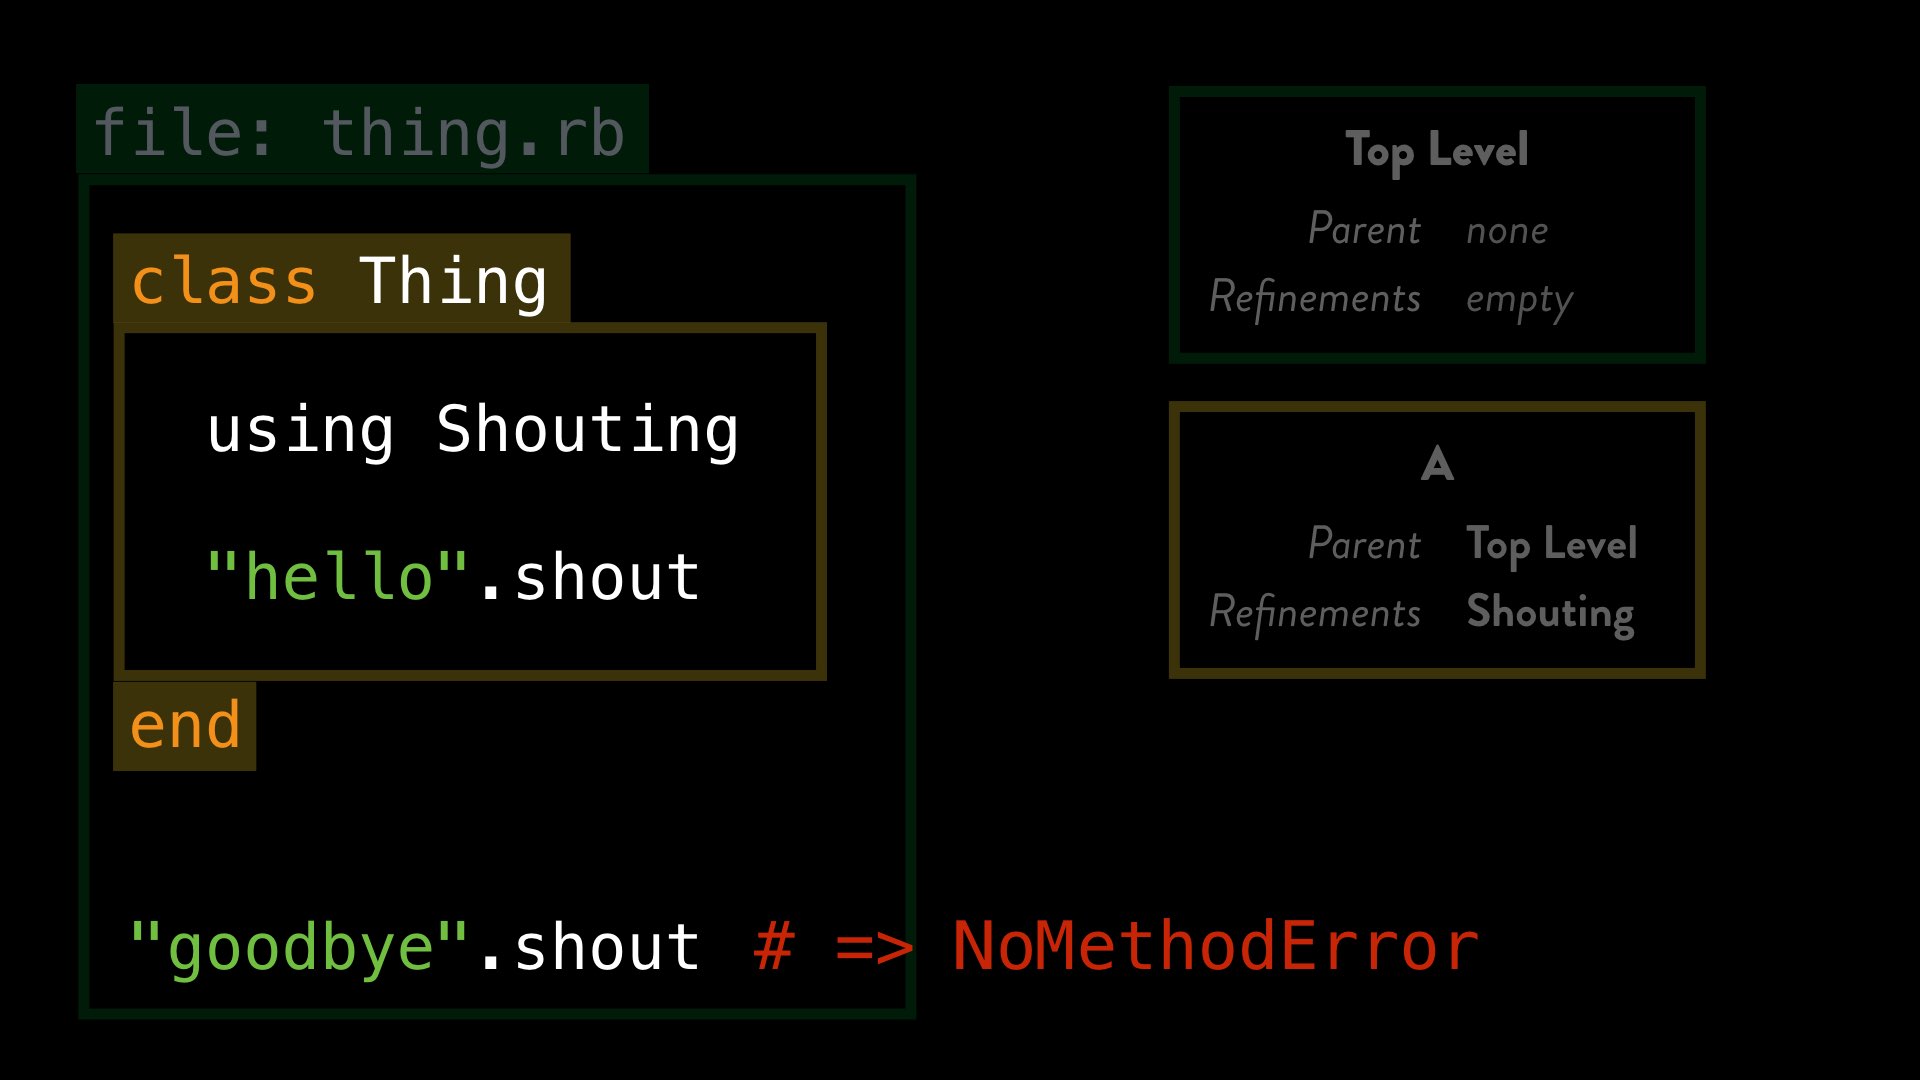 file: thing.rb
class Thing
using Shouting
"hello".shout
end
"goodbye".shout # => NoMethodError
Top Level
Parent none
Refinements empty
A
Parent Top Level
Refinements Shouting